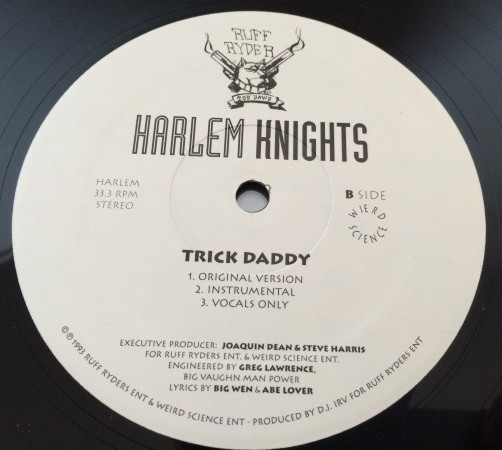 RUFF
RYDER
TOP DAWG
HARLEM KNIGHTS
HARLEM
33.3 RPM
STEREO
B SIDE
WIERD
SCIENCE
TRICK DADDY
1. ORIGINAL VERSION
2. INSTRUMENTAL
3. VOCALS ONLY
EXECUTIVE PRODUCER: JOAQUIN DEAN & STEVE HARRIS
FOR RUFF RYDERS ENT. & WEIRD SCIENCE ENT.
ENGINEERED BY GREG LAWRENCE,
BIG VAUGHN MAN POWER
LYRICS BY BIG WEN & ABE LOVER
© ℗ 1993 RUFF RYDERS ENT & WEIRD SCIENCE ENT · PRODUCED BY D.J. IRV FOR RUFF RYDERS ENT